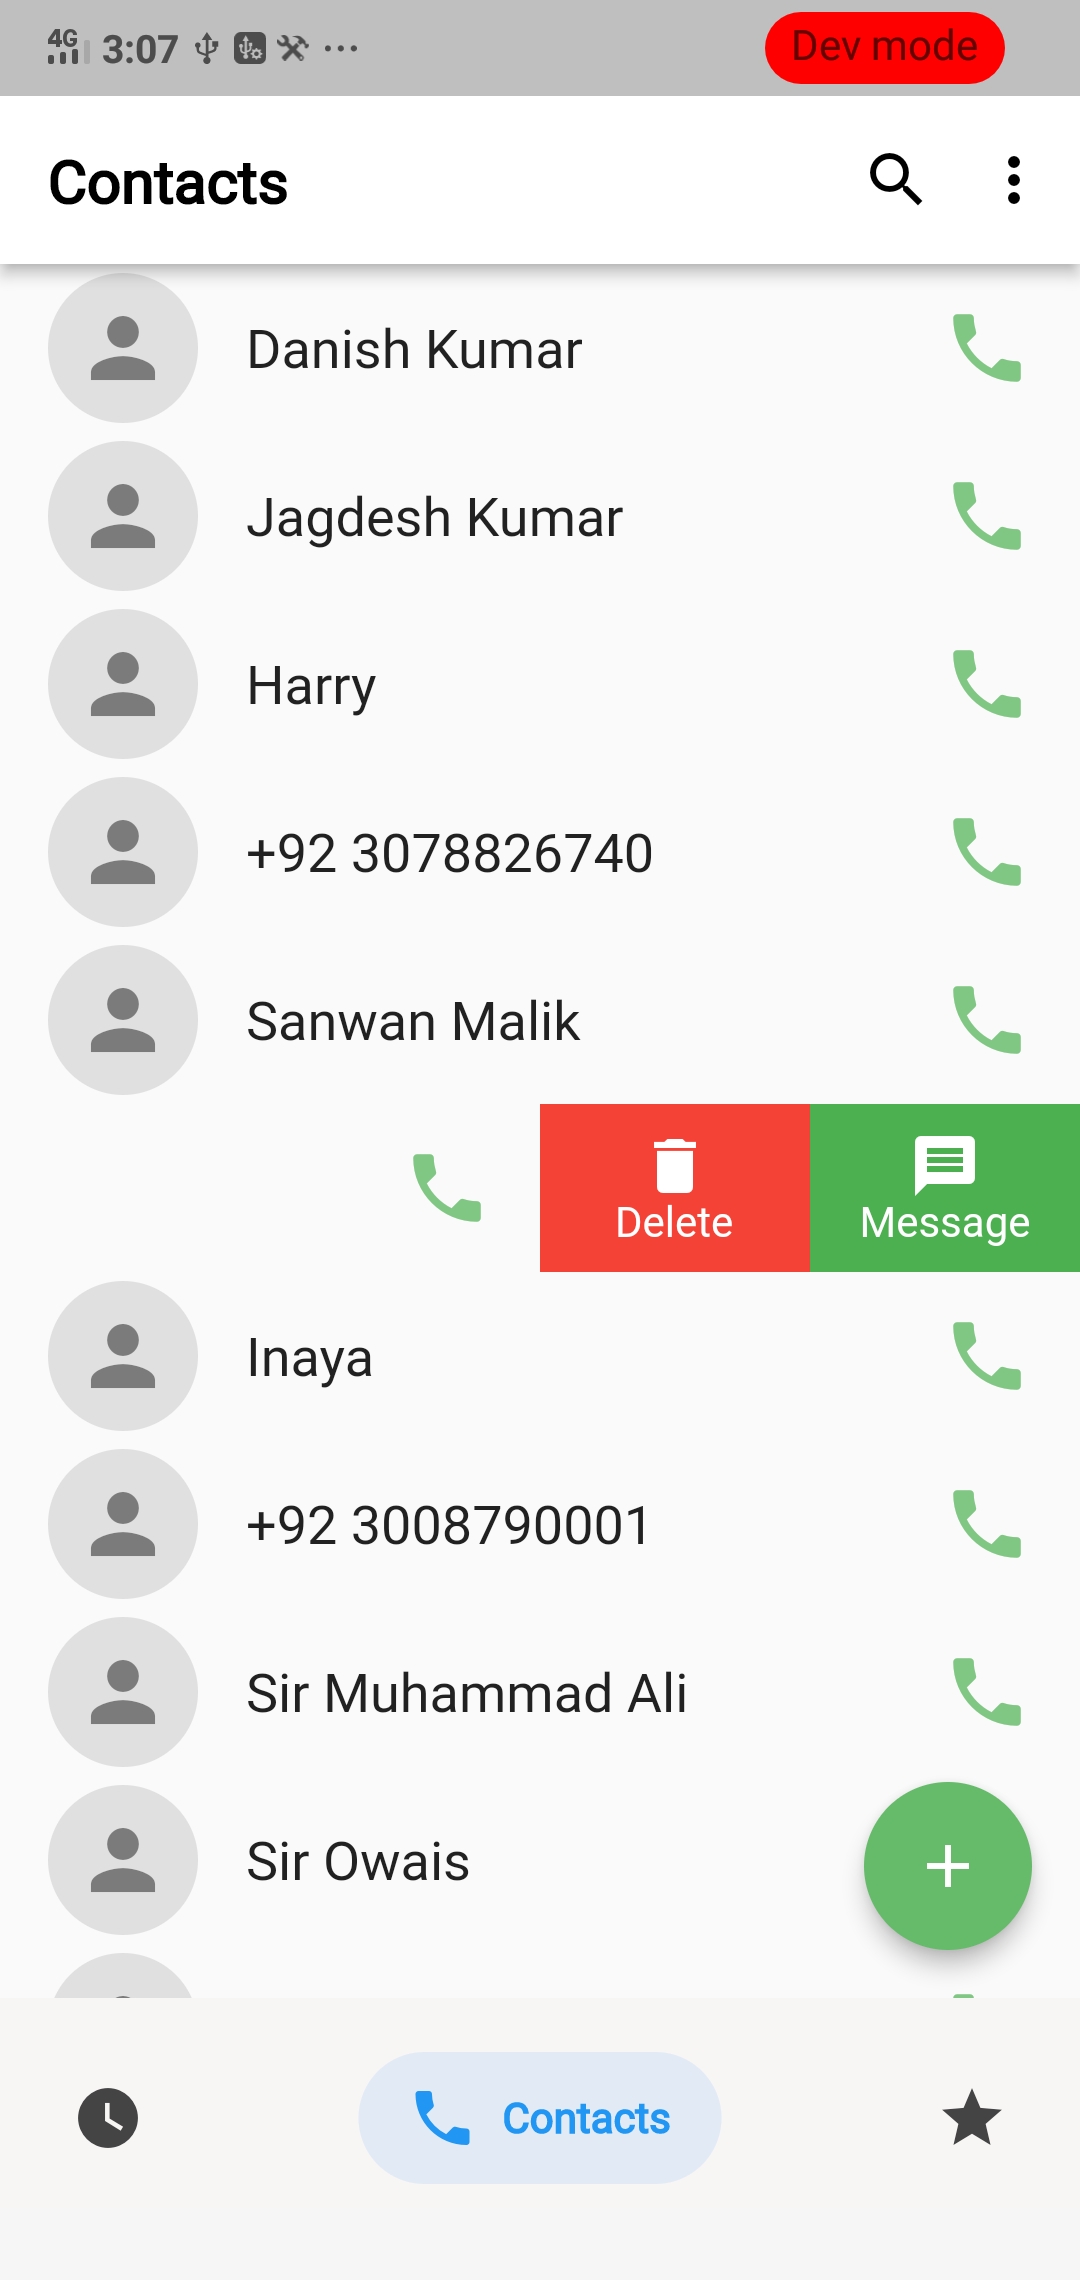 4G 3:07 Dev mode
Contacts
Danish Kumar
Jagdesh Kumar
Harry
+92 3078826740
Sanwan Malik
Delete Message
Inaya
+92 3008790001
Sir Muhammad Ali
Sir Owais
Contacts